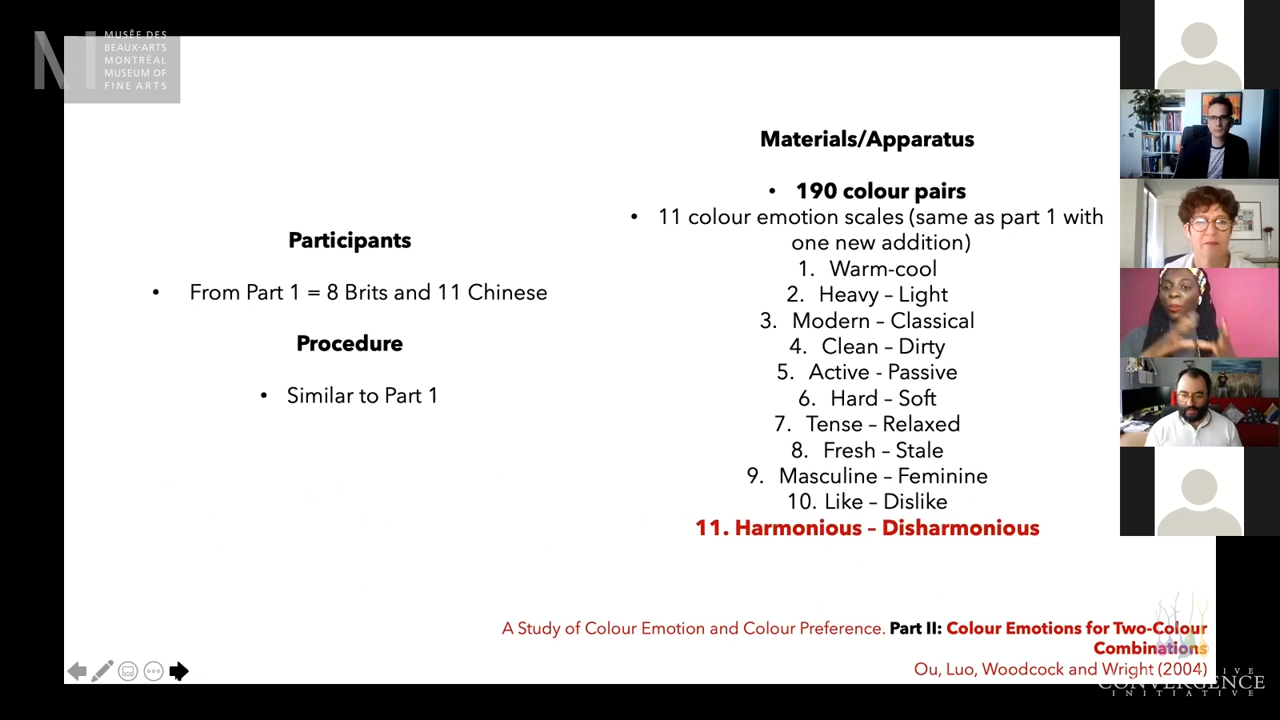 MUSÉE DES
BEAUX-ARTS
MONTRÉAL
MUSEUM OF
FINE ARTS
Participants
• From Part 1 = 8 Brits and 11 Chinese
Procedure
• Similar to Part 1
Materials/Apparatus
• 190 colour pairs
• 11 colour emotion scales (same as part 1 with
one new addition)
1. Warm-cool
2. Heavy – Light
3. Modern – Classical
4. Clean – Dirty
5. Active - Passive
6. Hard – Soft
7. Tense – Relaxed
8. Fresh – Stale
9. Masculine – Feminine
10. Like – Dislike
11. Harmonious – Disharmonious
A Study of Colour Emotion and Colour Preference. Part II: Colour Emotions for Two-Colour
Combinations
Ou, Luo, Woodcock and Wright (2004)
CONVERGENCE
INITIATIVE